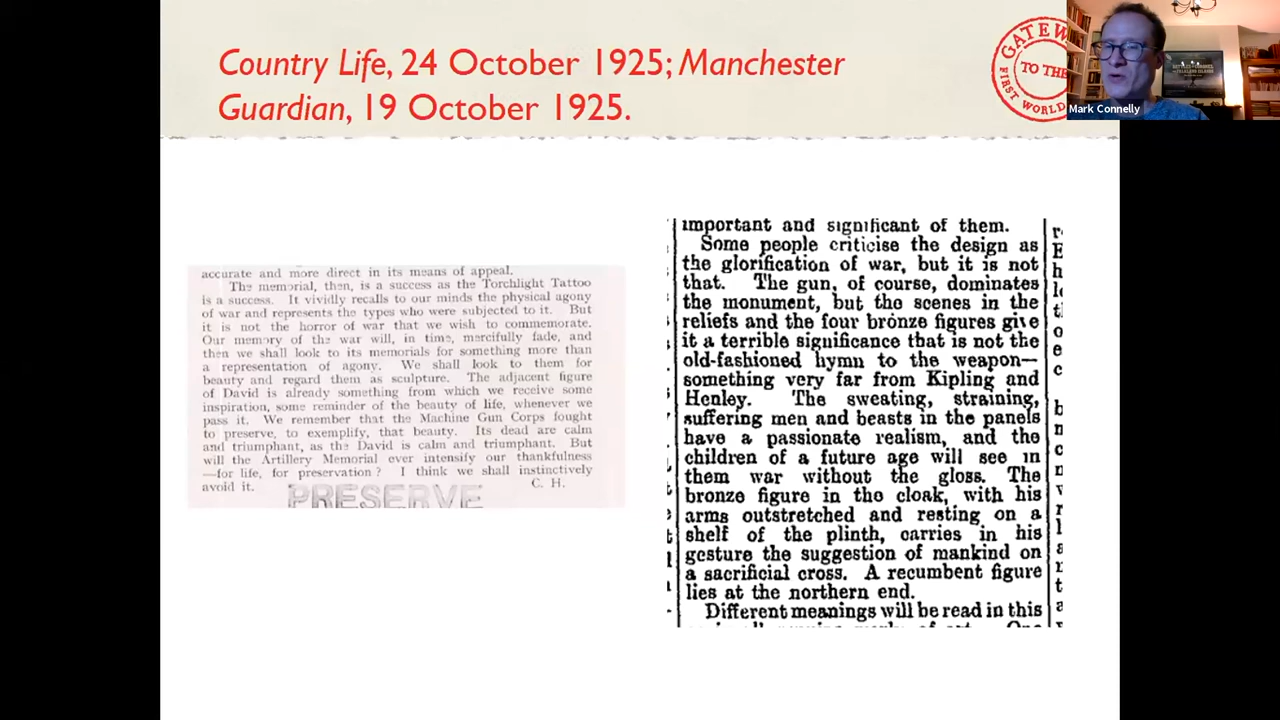 Country Life, 24 October 1925; Manchester
Guardian, 19 October 1925.
GATEW
TO THE
FIRST WORLD
Mark Connelly
accurate and more direct in its means of appeal.
The memorial, then, is a success as the Torchlight Tattoo
is a success. It vividly recalls to our minds the physical agony
of war and represents the types who were subjected to it. But
it is not the horror of war that we wish to commemorate.
Our memory of the war will, in time, mercifully fade, and
then we shall look to its memorials for something more than
a representation of agony. We shall look to them for
beauty and regard them as sculpture. The adjacent figure
of David is already something from which we receive some
inspiration, some reminder of the beauty of life, whenever we
pass it. We remember that the Machine Gun Corps fought
to preserve, to exemplify, that beauty. Its dead are calm
and triumphant, as the David is calm and triumphant. But
will the Artillery Memorial ever intensify our thankfulness
—for life, for preservation? I think we shall instinctively
avoid it. C. H.
PRESERVE
important and significant of them.
Some people criticise the design as
the glorification of war, but it is not
that. The gun, of course, dominates
the monument, but the scenes in the
reliefs and the four bronze figures give
it a terrible significance that is not the
old-fashioned hymn to the weapon—
something very far from Kipling and
Henley. The sweating, straining,
suffering men and beasts in the panels
have a passionate realism, and the
children of a future age will see in
them war without the gloss. The
bronze figure in the cloak, with his
arms outstretched and resting on a
shelf of the plinth, carries in his
gesture the suggestion of mankind on
a sacrificial cross. A recumbent figure
lies at the northern end.
Different meanings will be read in this